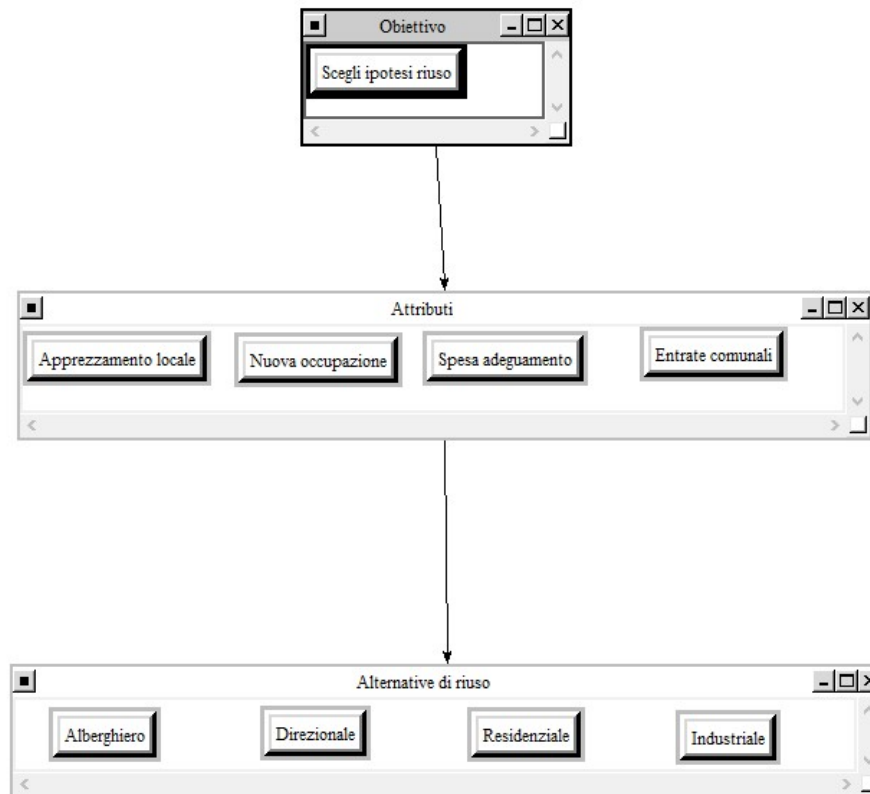 Obiettivo
Scegli ipotesi riuso
Attributi
Apprezzamento locale
Nuova occupazione
Spesa adeguamento
Entrate comunali
Alternative di riuso
Alberghiero
Direzionale
Residenziale
Industriale